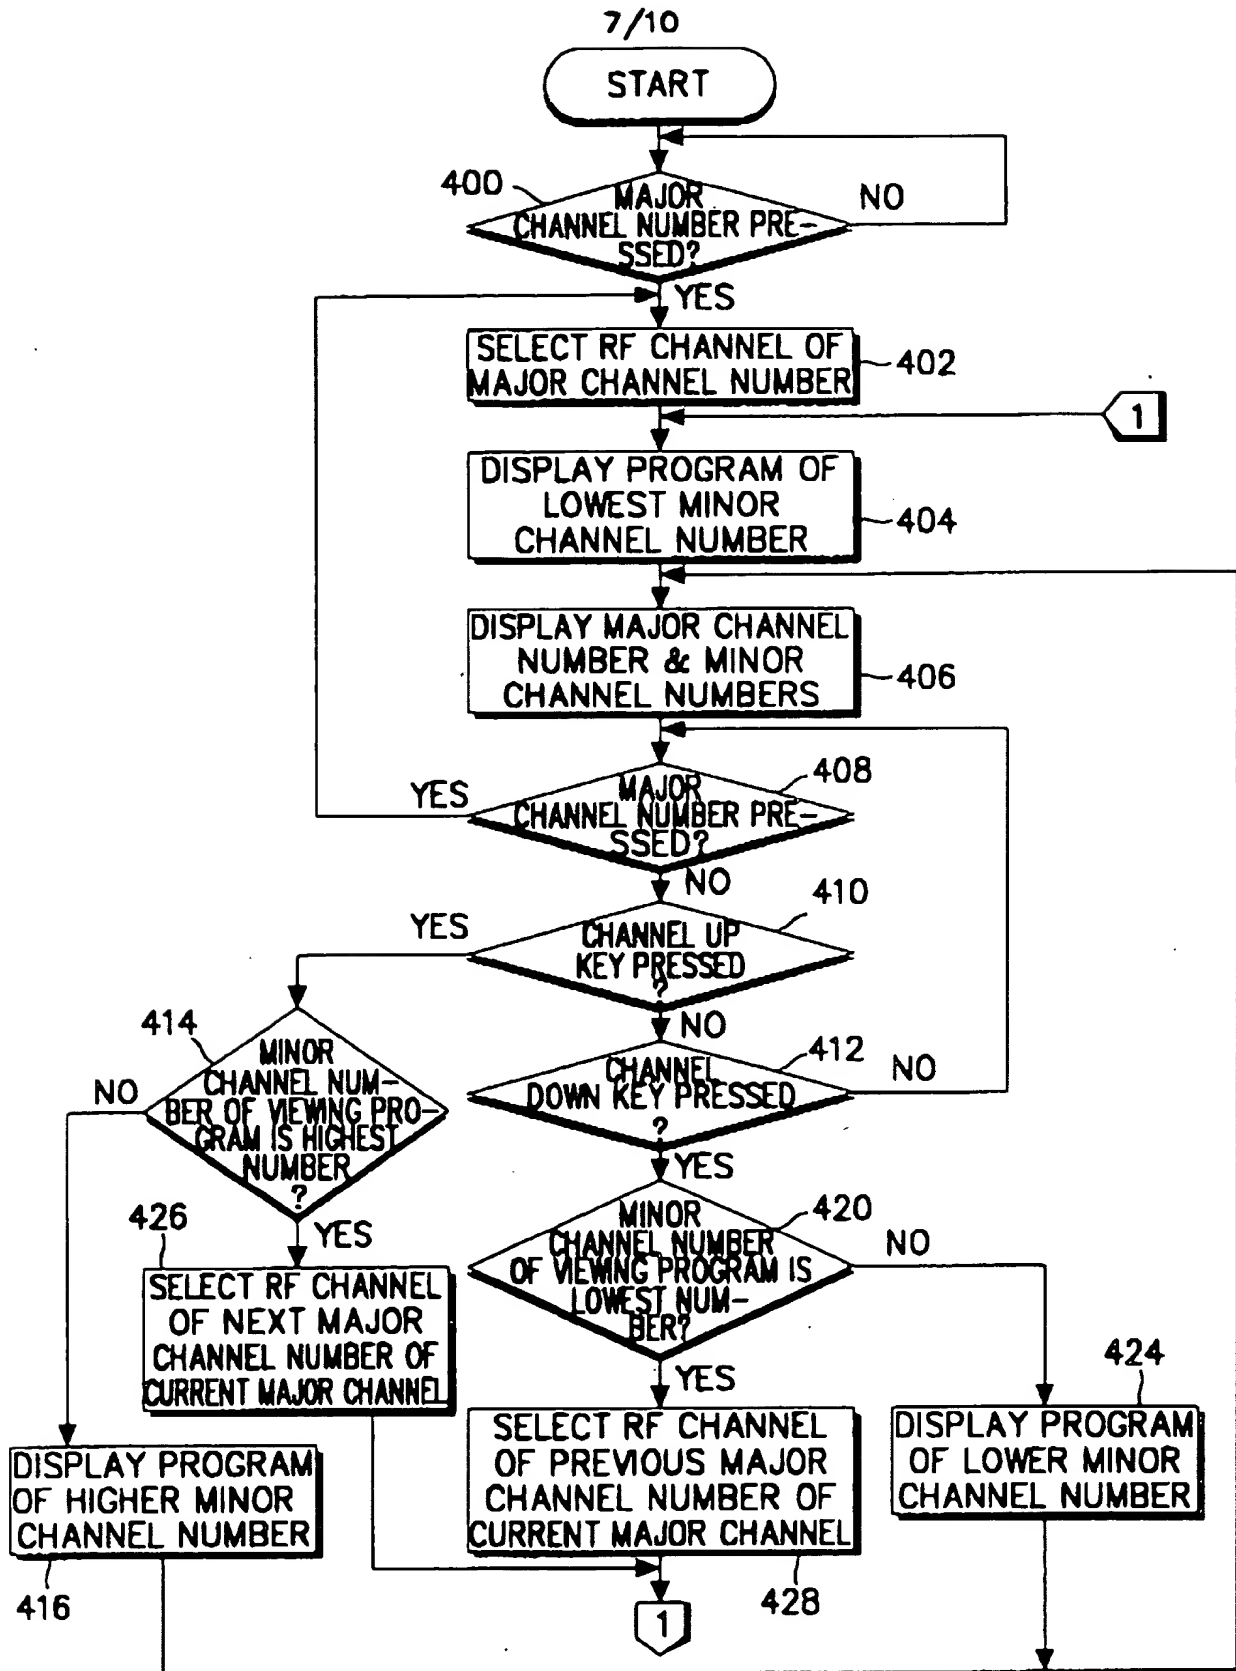 7/10
START
400
MAJOR
CHANNEL NUMBER PRE-
SSED?
NO
YES
SELECT RF CHANNEL OF
MAJOR CHANNEL NUMBER
402
1
DISPLAY PROGRAM OF
LOWEST MINOR
CHANNEL NUMBER
404
DISPLAY MAJOR CHANNEL
NUMBER & MINOR
CHANNEL NUMBERS
406
408
YES
MAJOR
CHANNEL NUMBER PRE-
SSED?
NO
410
YES
CHANNEL UP
KEY PRESSED
?
NO
414
MINOR
CHANNEL NUM-
BER OF VIEWING PRO-
GRAM IS HIGHEST
NUMBER
?
NO
YES
412
CHANNEL
DOWN KEY PRESSED
?
NO
YES
426
SELECT RF CHANNEL
OF NEXT MAJOR
CHANNEL NUMBER OF
CURRENT MAJOR CHANNEL
420
MINOR
CHANNEL NUMBER
OF VIEWING PROGRAM IS
LOWEST NUM-
BER?
NO
YES
424
DISPLAY PROGRAM
OF LOWER MINOR
CHANNEL NUMBER
DISPLAY PROGRAM
OF HIGHER MINOR
CHANNEL NUMBER
416
SELECT RF CHANNEL
OF PREVIOUS MAJOR
CHANNEL NUMBER OF
CURRENT MAJOR CHANNEL
428
1